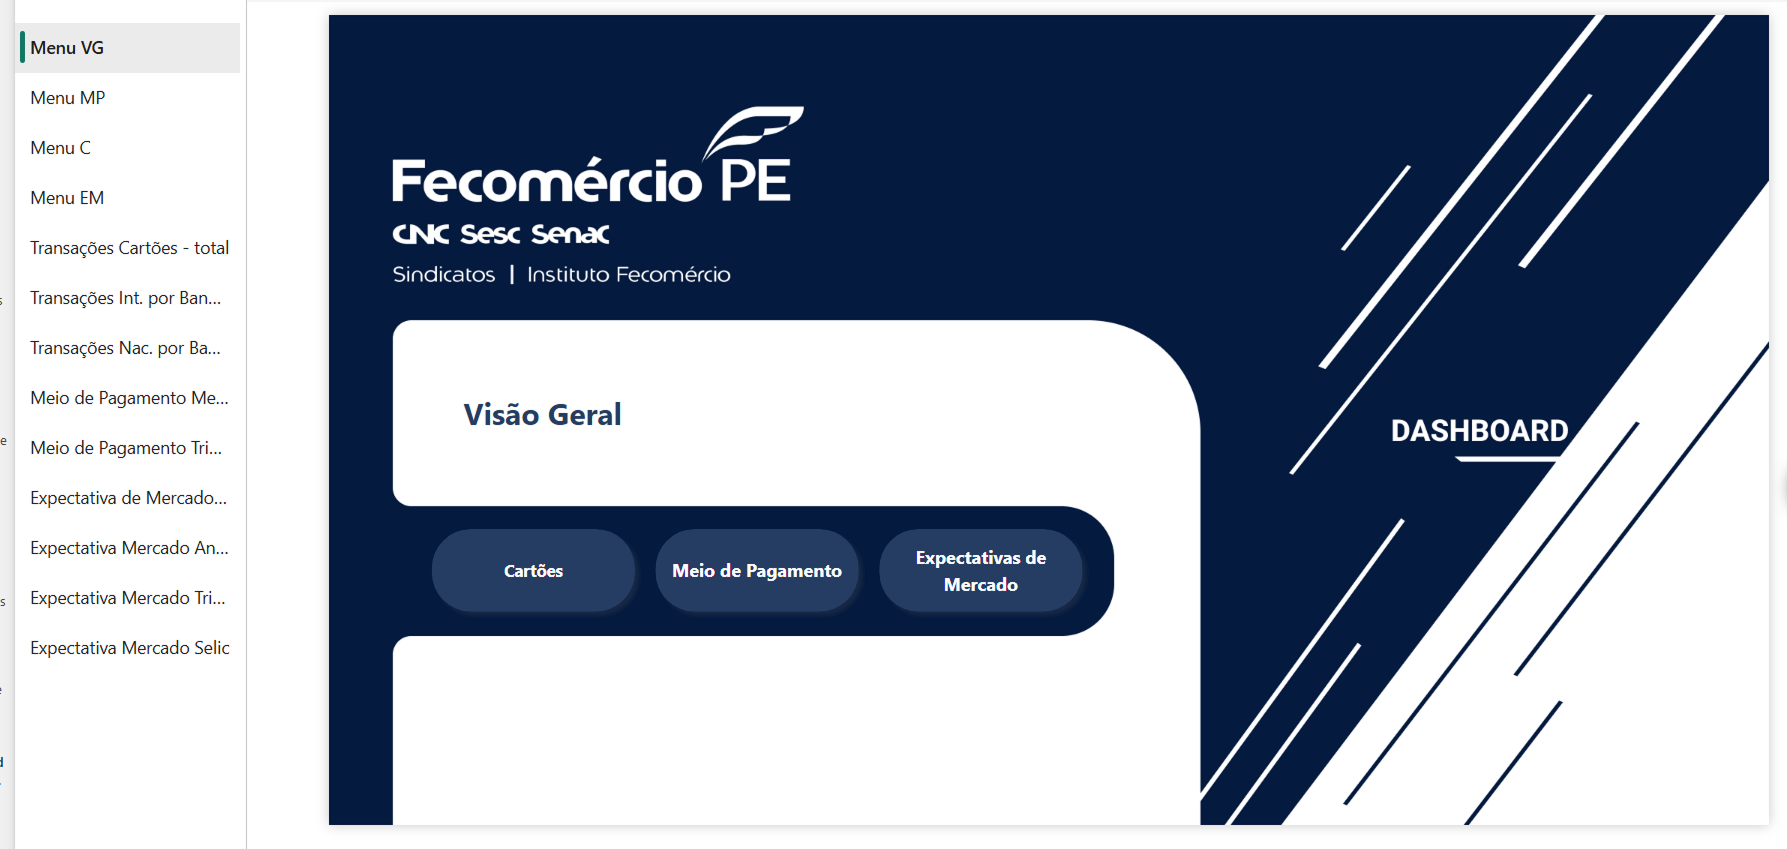 Menu VG
Menu MP
Menu C
Menu EM
Transações Cartões - total
Transações Int. por Ban...
Transações Nac. por Ba...
Meio de Pagamento Me...
Meio de Pagamento Tri...
Expectativa de Mercado...
Expectativa Mercado An...
Expectativa Mercado Tri...
Expectativa Mercado Selic
Fecomércio PE
CNC Sesc Senac
Sindicatos | Instituto Fecomércio
Visão Geral
DASHBOARD
Cartões
Meio de Pagamento
Expectativas de
Mercado